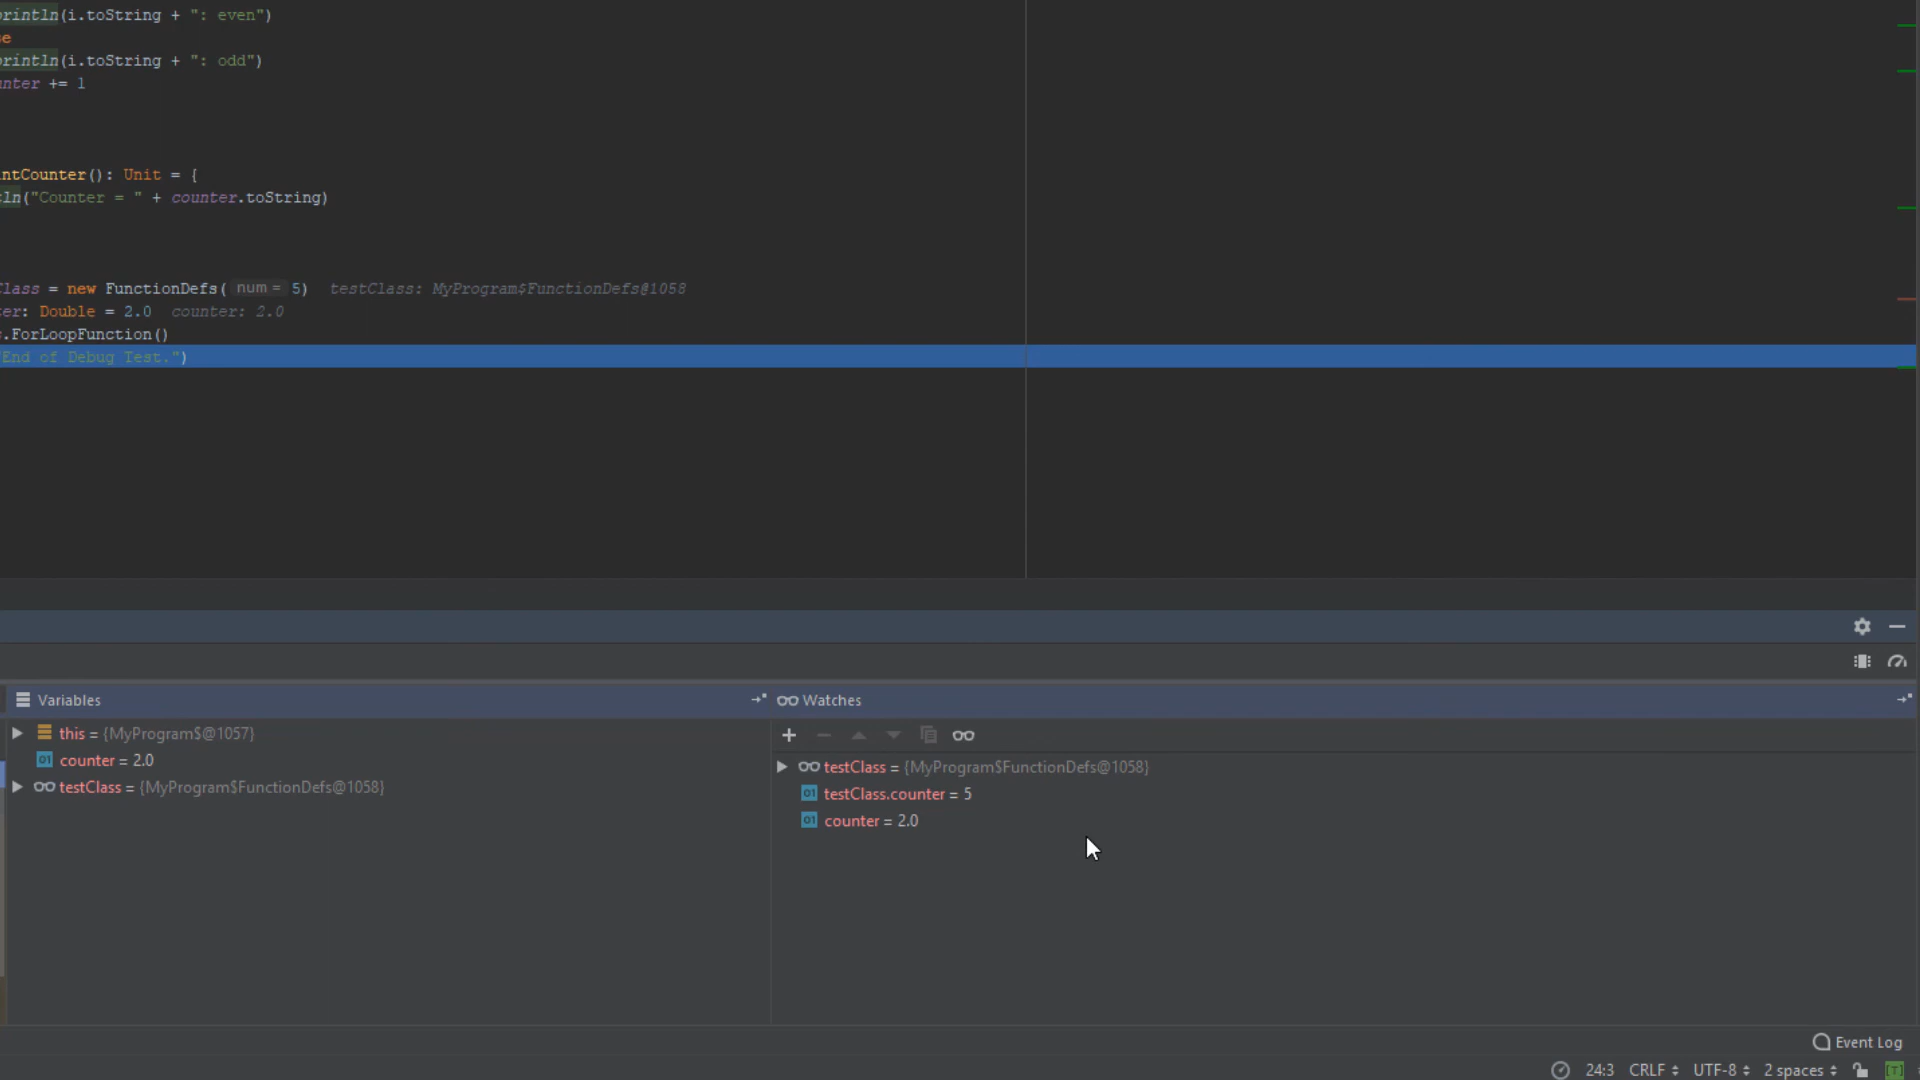 println(i.toString + ": even")
e
println(i.toString + ": odd")
nter += 1
ntCounter(): Unit = {
ln("Counter = " + counter.toString)
Class = new FunctionDefs( num = 5) testClass: MyProgram$FunctionDefs@1058
ter: Double = 2.0 counter: 2.0
s.ForLoopFunction()
"End of Debug Test.")
Variables
Watches
this = {MyProgram$@1057}
counter = 2.0
testClass = {MyProgram$FunctionDefs@1058}
testClass = {MyProgram$FunctionDefs@1058}
testClass.counter = 5
counter = 2.0
Event Log
24:3 CRLF UTF-8 2 spaces [T]